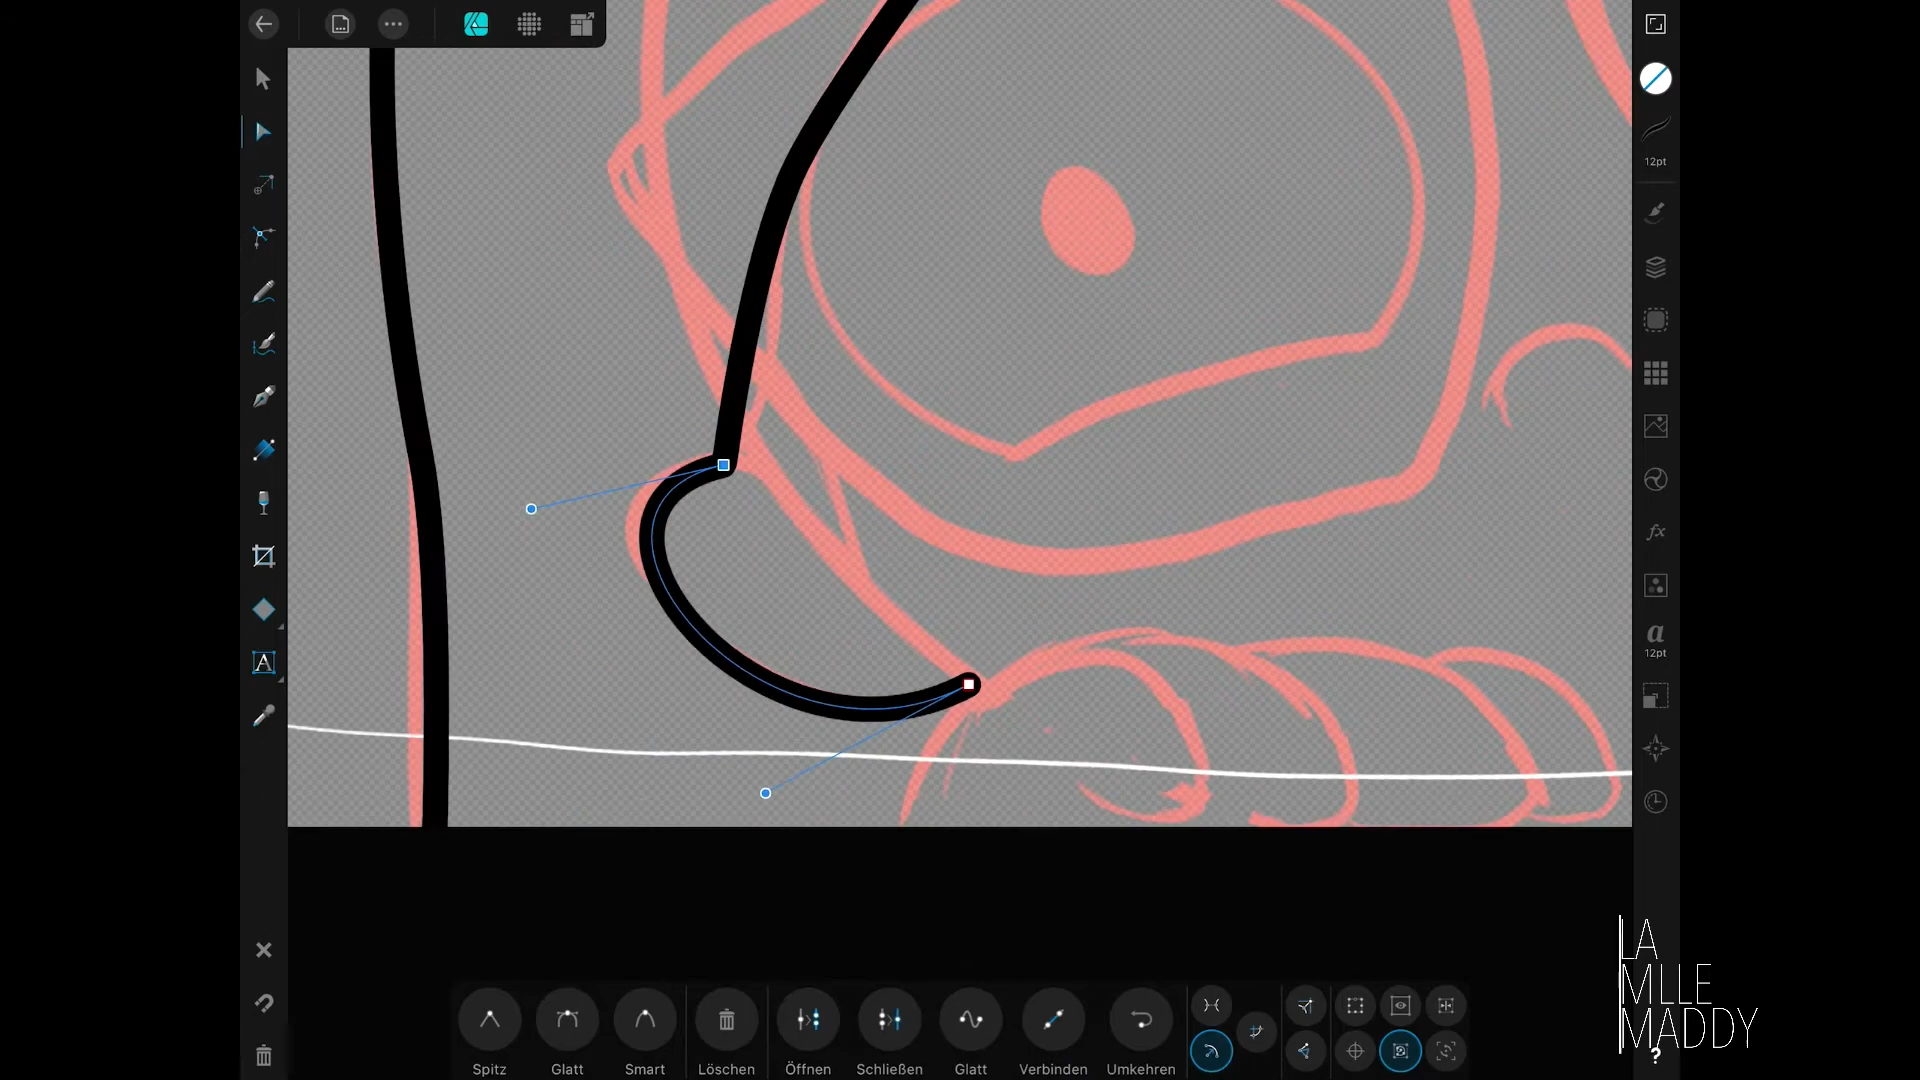 12pt
a
12pt
fx
A
Spitz
Glatt
Smart
Löschen
Öffnen
Schließen
Glatt
Verbinden
Umkehren
LA
MLLE
MADDY
?